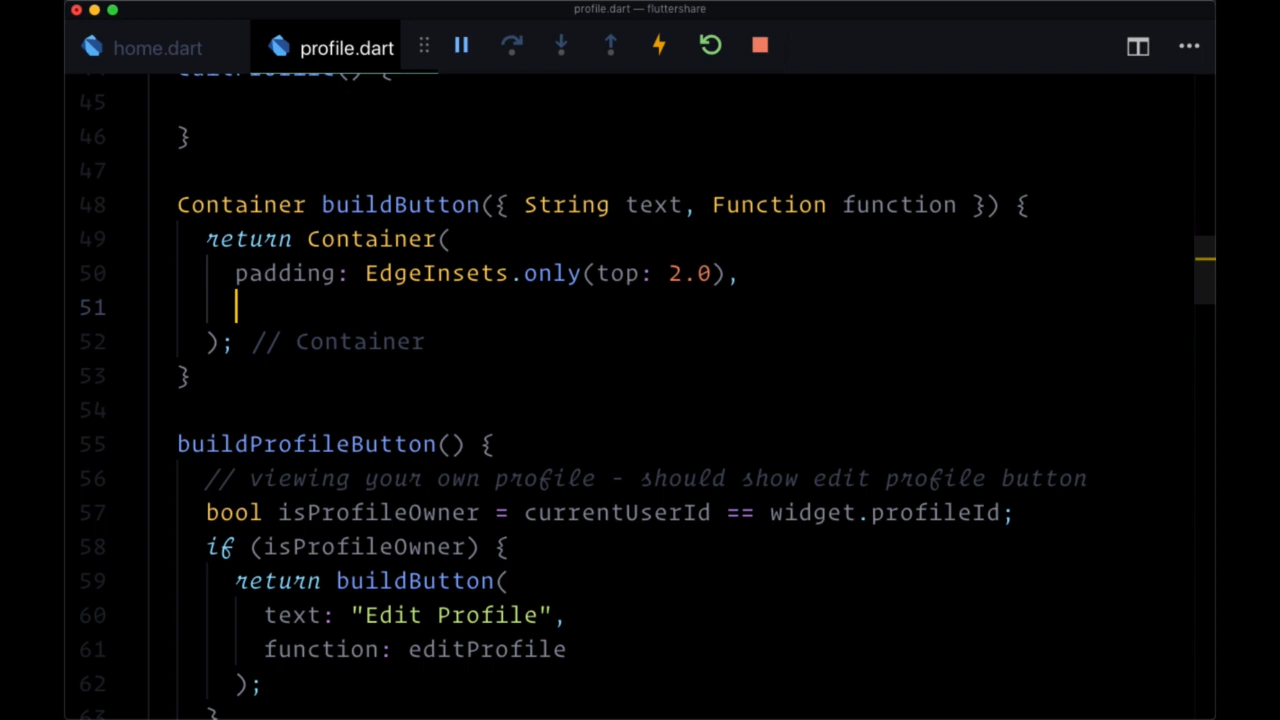 profile.dart — fluttershare
home.dart
profile.dart
editProfile() {
45
46 }
47
48 Container buildButton({ String text, Function function }) {
49 return Container(
50 padding: EdgeInsets.only(top: 2.0),
51
52 ); // Container
53 }
54
55 buildProfileButton() {
56 // viewing your own profile - should show edit profile button
57 bool isProfileOwner = currentUserId == widget.profileId;
58 if (isProfileOwner) {
59 return buildButton(
60 text: "Edit Profile",
61 function: editProfile
62 );
63 }